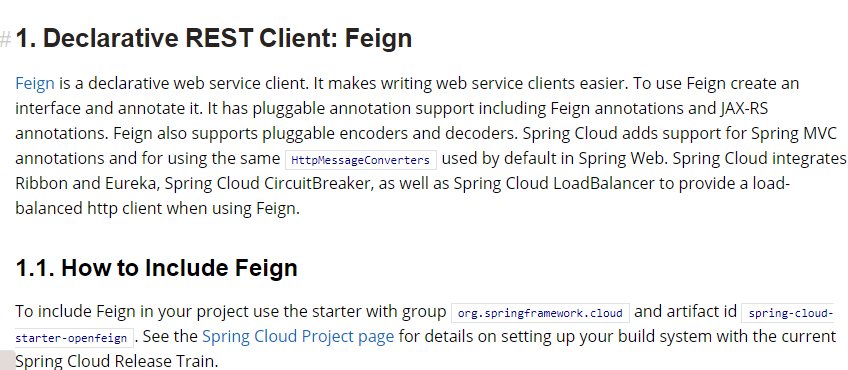 # 1. Declarative REST Client: Feign
Feign is a declarative web service client. It makes writing web service clients easier. To use Feign create an
interface and annotate it. It has pluggable annotation support including Feign annotations and JAX-RS
annotations. Feign also supports pluggable encoders and decoders. Spring Cloud adds support for Spring MVC
annotations and for using the same HttpMessageConverters used by default in Spring Web. Spring Cloud integrates
Ribbon and Eureka, Spring Cloud CircuitBreaker, as well as Spring Cloud LoadBalancer to provide a load-
balanced http client when using Feign.
1.1. How to Include Feign
To include Feign in your project use the starter with group org.springframework.cloud and artifact id spring-cloud-
starter-openfeign . See the Spring Cloud Project page for details on setting up your build system with the current
Spring Cloud Release Train.